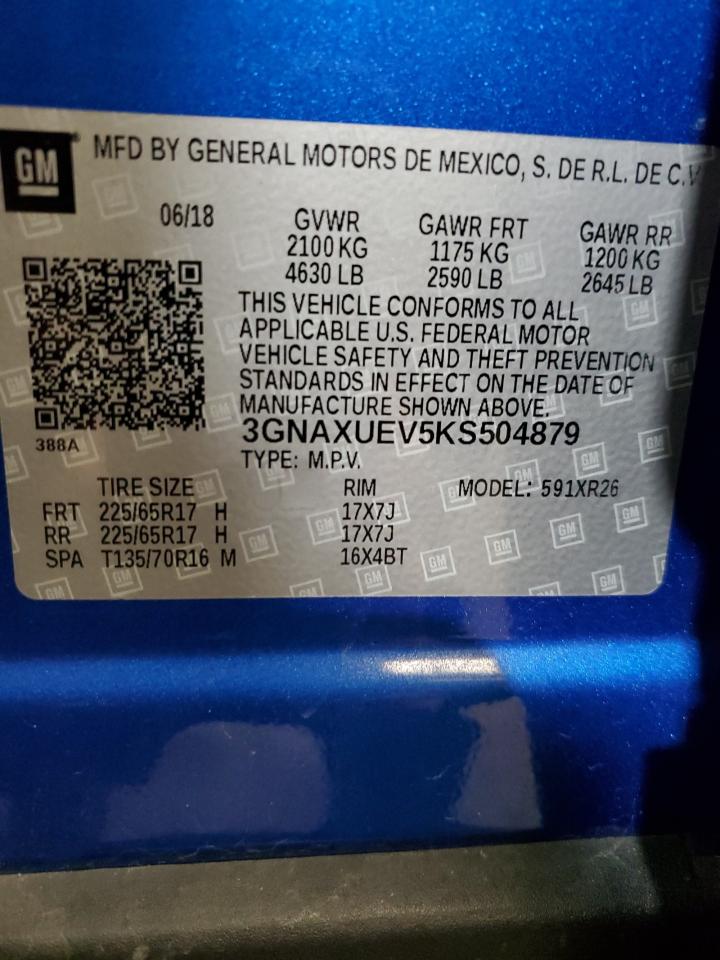 GM MFD BY GENERAL MOTORS DE MEXICO, S. DE R.L. DE C.V
06/18 GVWR GAWR FRT GAWR RR
2100 KG 1175 KG 1200 KG
4630 LB 2590 LB 2645 LB
THIS VEHICLE CONFORMS TO ALL
APPLICABLE U.S. FEDERAL MOTOR
VEHICLE SAFETY AND THEFT PREVENTION
STANDARDS IN EFFECT ON THE DATE OF
MANUFACTURE SHOWN ABOVE.
388A
3GNAXUEV5KS504879
TYPE: M.P.V.
TIRE SIZE RIM MODEL: 591XR26
FRT 225/65R17 H 17X7J
RR 225/65R17 H 17X7J
SPA T135/70R16 M 16X4BT